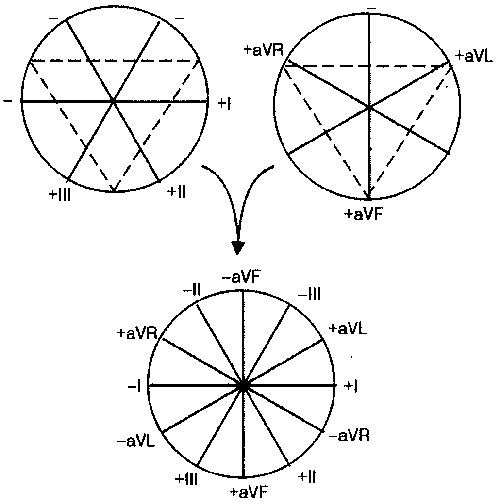 –
–
–
+I
+III
+II
–
+aVR
+aVL
+aVF
–aVF
–II
–III
+aVR
+aVL
–I
+I
–aVL
–aVR
+III
+II
+aVF